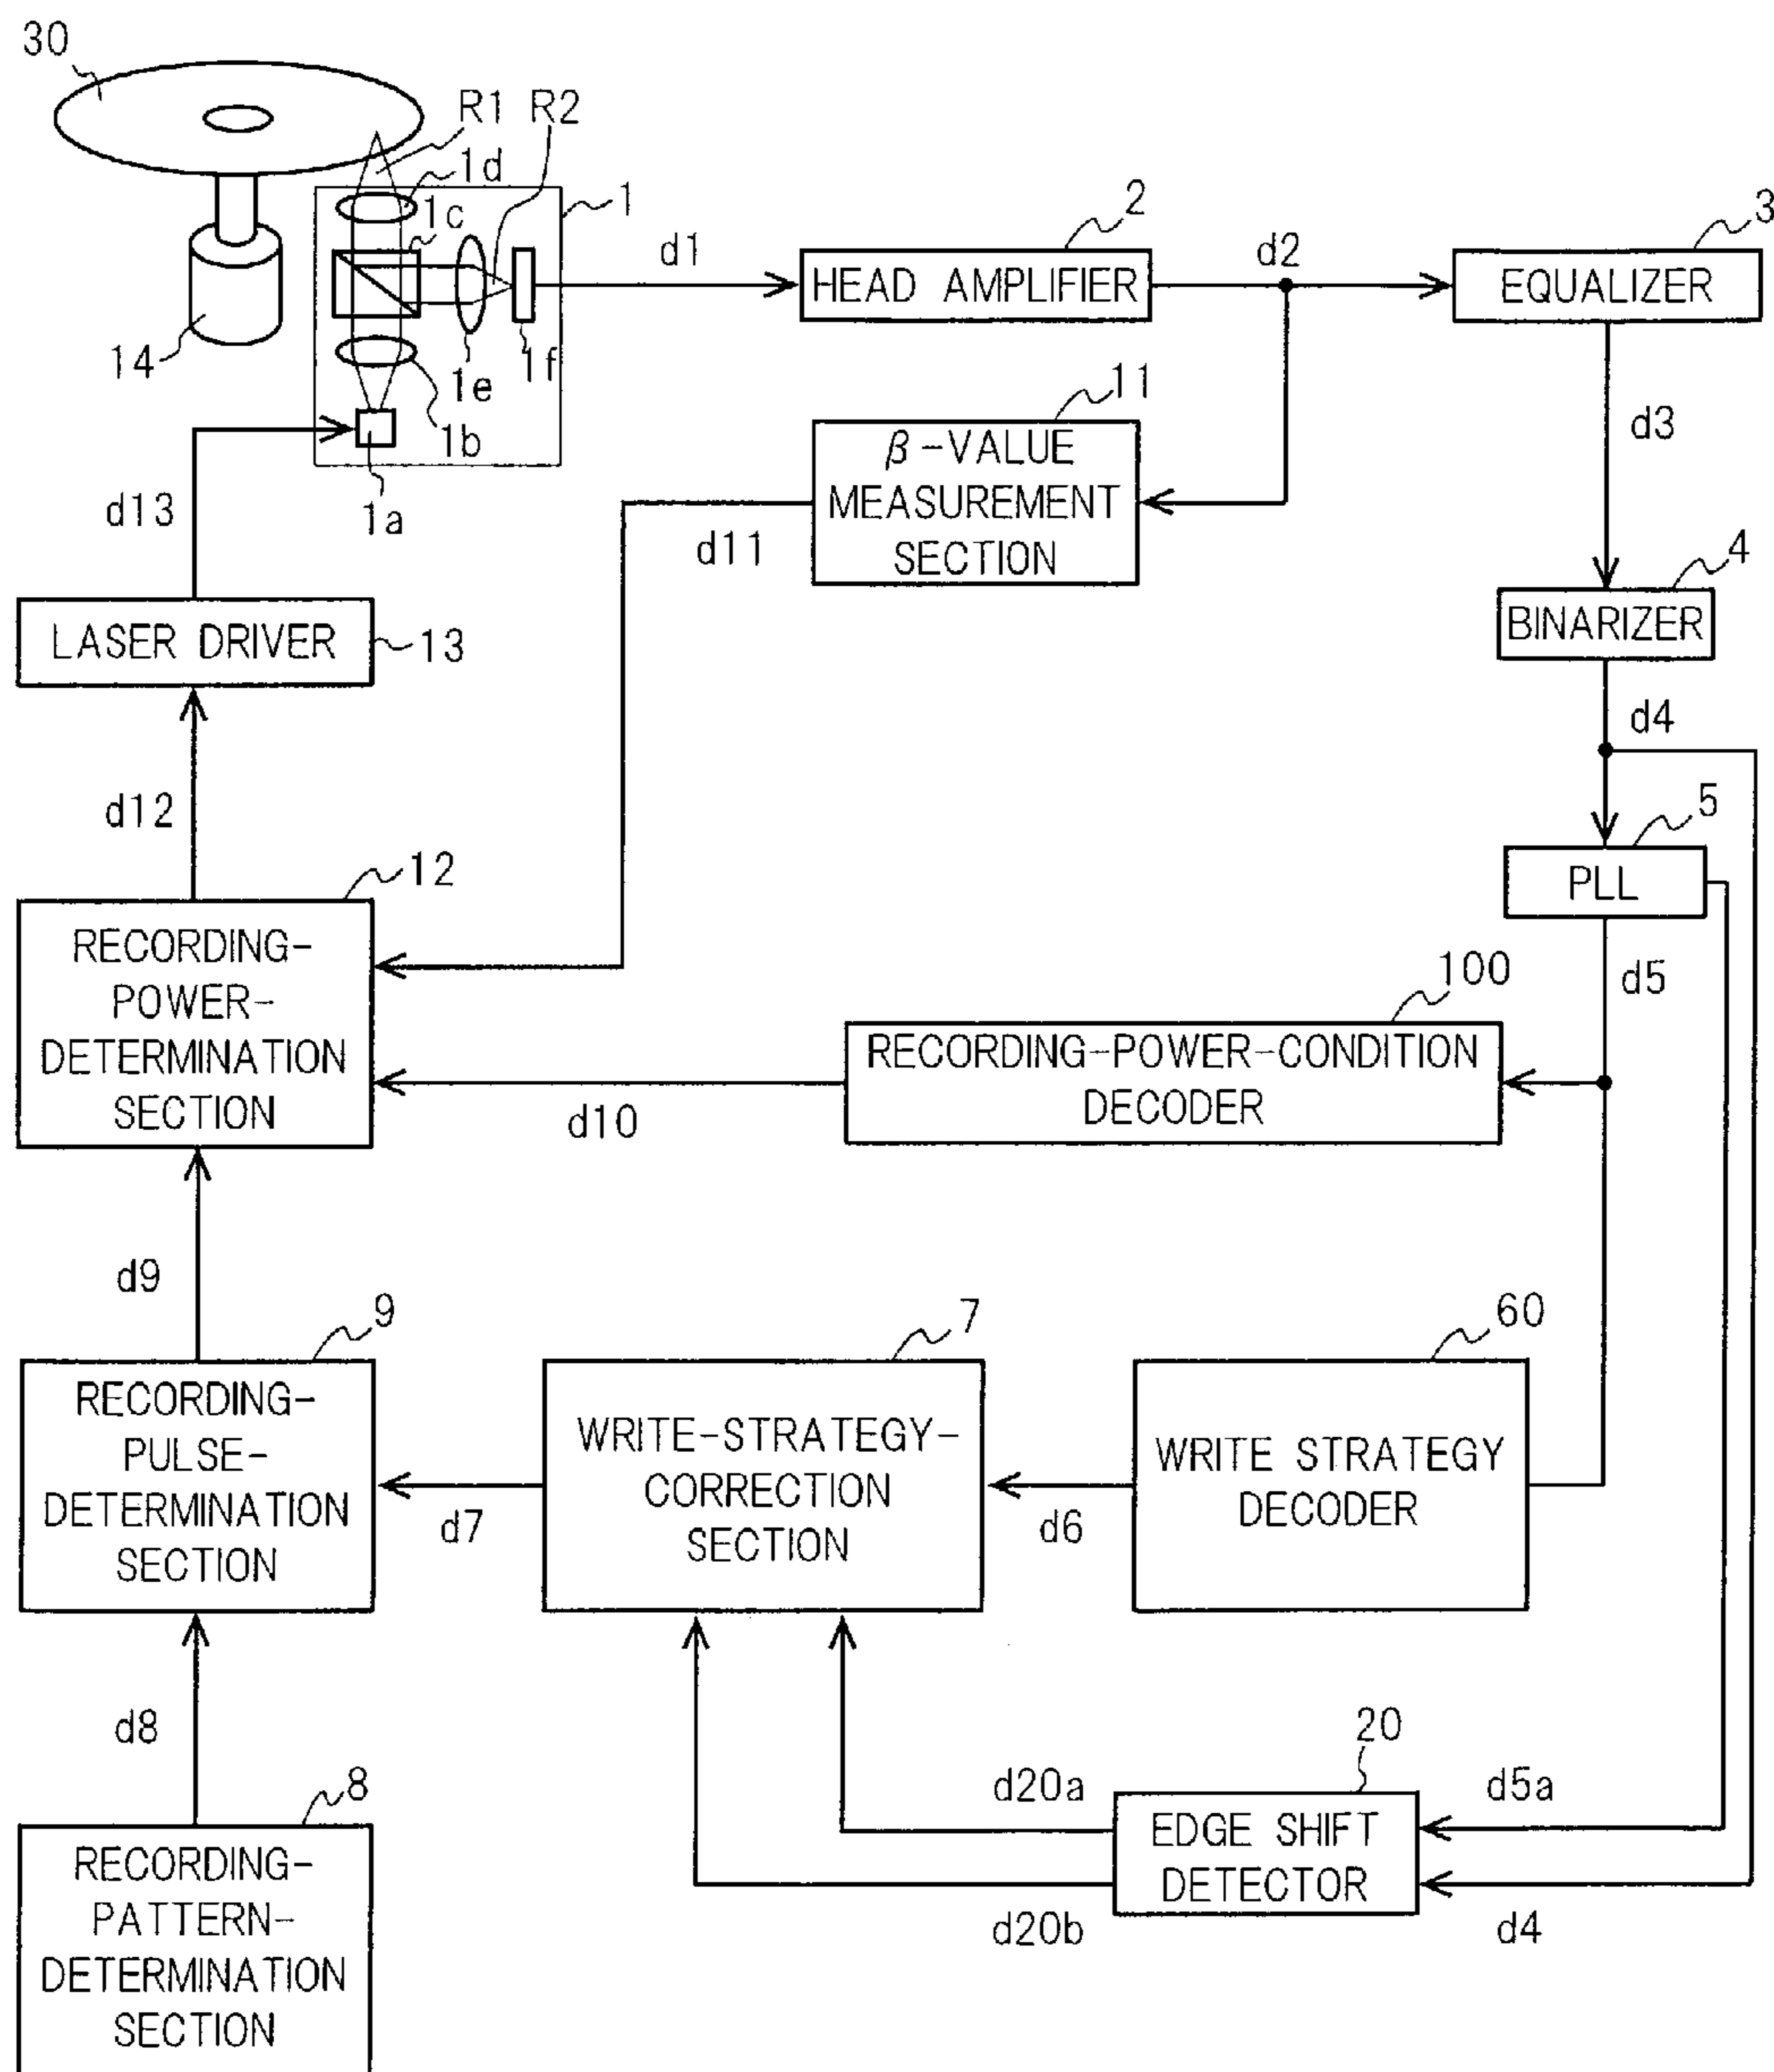 30
R1
R2
1d
1
1c
2
3
d1
HEAD AMPLIFIER
d2
EQUALIZER
14
1e
1f
11
1b
d3
β-VALUE
MEASUREMENT
SECTION
d13
1a
d11
4
BINARIZER
LASER DRIVER
13
d4
d12
5
PLL
12
RECORDING-
POWER-
DETERMINATION
SECTION
100
d5
RECORDING-POWER-CONDITION
DECODER
d10
d9
9
7
60
RECORDING-
PULSE-
DETERMINATION
SECTION
d7
WRITE-STRATEGY-
CORRECTION
SECTION
d6
WRITE STRATEGY
DECODER
d8
20
8
d20a
d5a
EDGE SHIFT
DETECTOR
RECORDING-
PATTERN-
DETERMINATION
SECTION
d20b
d4